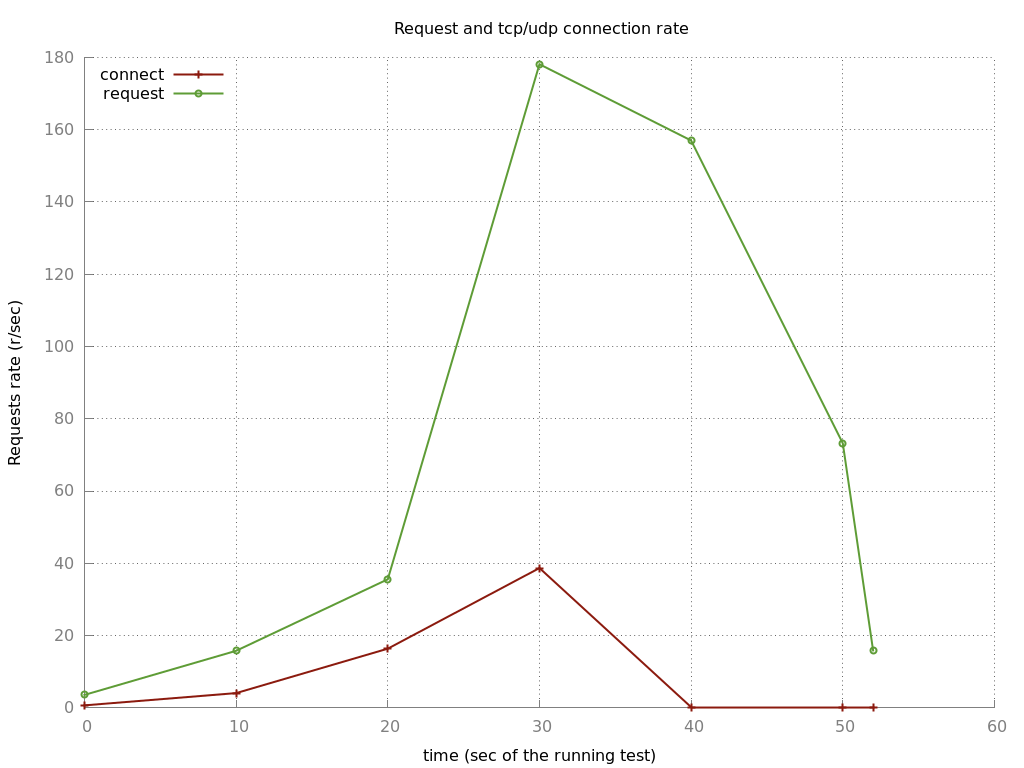 Request and tcp/udp connection rate
connect
request
180
160
140
120
100
80
60
40
20
0
Requests rate (r/sec)
0 10 20 30 40 50 60
time (sec of the running test)